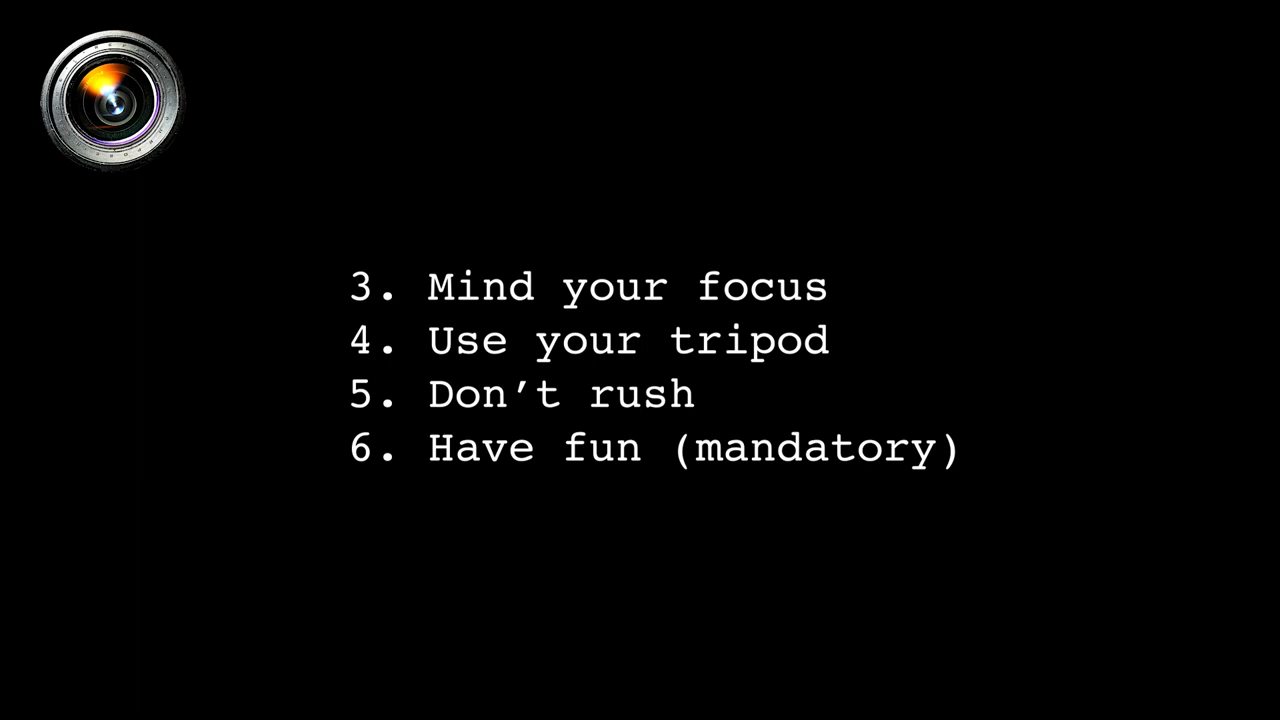 3. Mind your focus
4. Use your tripod
5. Don’t rush
6. Have fun (mandatory)